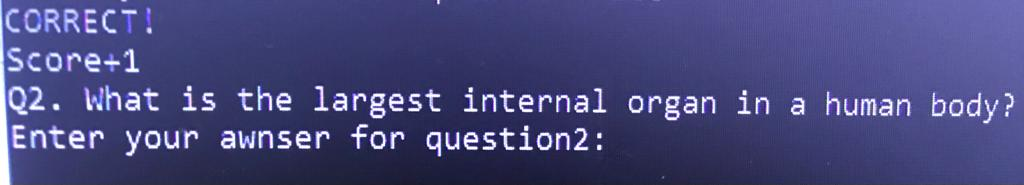 CORRECT!
Score+1
Q2. What is the largest internal organ in a human body?
Enter your awnser for question2: